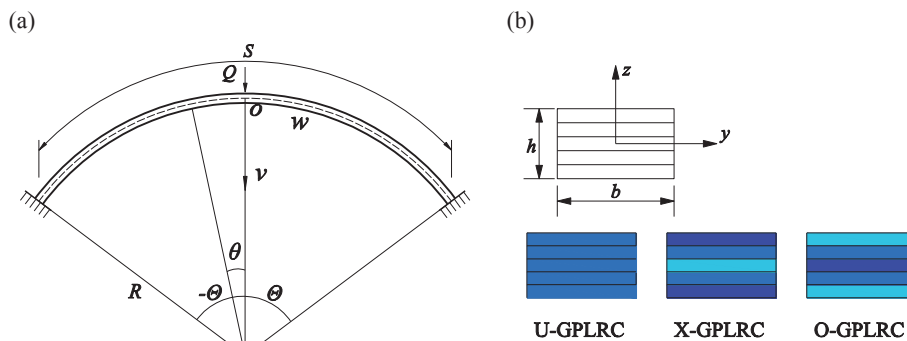 (a)
S
Q
o
w
v
θ
R
-Θ
Θ
(b)
z
y
h
b
U-GPLRC X-GPLRC O-GPLRC